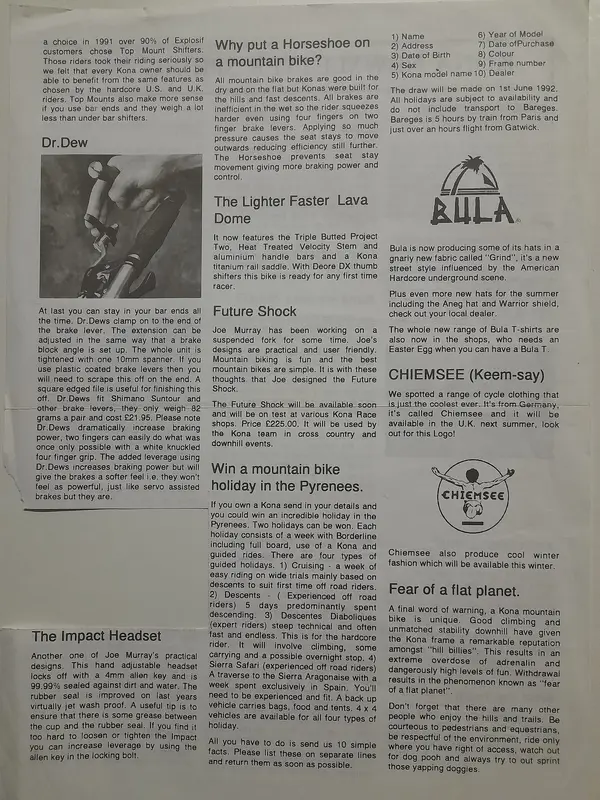 a choice in 1991 over 90% of Explosif
customers chose Top Mount Shifters.
Those riders took their riding seriously so
we felt that every Kona owner should be
able to benefit from the same features as
chosen by the hardcore U.S. and U.K.
riders. Top Mounts also make more sense
if you use bar ends and they weigh a lot
less than under bar shifters.
Dr.Dew
At last you can stay in your bar ends all
the time. Dr.Dews clamp on to the end of
the brake lever. The extension can be
adjusted in the same way that a brake
block angle is set up. The whole unit is
tightened with one 10mm spanner. If you
use plastic coated brake levers then you
will need to scrape this off on the end. A
square edged file is useful for finishing this
off. Dr.Dews fit Shimano Suntour and
other brake levers, they only weigh 82
grams a pair and cost £21.95. Please note
Dr.Dews dramatically increase braking
power, two fingers can easily do what was
once only possible with a white knuckled
four finger grip. The added leverage using
Dr.Dew increases braking power but will
give the brakes a softer feel i.e. they won't
feel as powerful, just like servo assisted
brakes but they are.
The Impact Headset
Another one of Joe Murray's practical
designs. This hand adjustable headset
locks off with a 4mm allen key and is
99.99% sealed against dirt and water. The
rubber seal is improved on last years
virtually jet wash proof. A useful tip is to
ensure that there is some grease between
the cup and the rubber seal. If you find it
too hard to loosen or tighten the Impact
you can increase leverage by using the
allen key in the locking bolt.
Why put a Horseshoe on
a mountain bike?
All mountain bike brakes are good in the
dry and on the flat but Konas were built for
the hills and fast descents. All brakes are
inefficient in the wet so the rider squeezes
harder even using four fingers on two
finger brake levers. Applying so much
pressure causes the seat stays to move
outwards reducing efficiency still further.
The Horseshoe prevents seat stay
movement giving more braking power and
control.
The Lighter Faster Lava
Dome
It now features the Triple Butted Project
Two, Heat Treated Velocity Stem and
aluminium handle bars and a Kona
titanium rail saddle. With Deore DX thumb
shifters this bike is ready for any first time
racer.
Future Shock
Joe Murray has been working on a
suspended fork for some time. Joe's
designs are practical and user friendly.
Mountain biking is fun and the best
mountain bikes are simple. It is with these
thoughts that Joe designed the Future
Shock.
The Future Shock will be available soon
and will be on test at various Kona Race
shops. Price £225.00. It will be used by
the Kona team in cross country and
downhill events.
Win a mountain bike
holiday in the Pyrenees.
If you own a Kona send in your details and
you could win an incredible holiday in the
Pyrenees. Two holidays can be won. Each
holiday consists of a week with Borderline
including full board, use of a Kona and
guided rides. There are four types of
guided holidays. 1) Cruising - a week of
easy riding on wide trials mainly based on
descents to suit first time off road riders.
2) Descents - ( Experienced off road
riders) 5 days predominantly spent
descending. 3) Descentes Diaboliques
(expert riders) steep technical and often
fast and endless. This is for the hardcore
rider. It will involve climbing, some
carrying and a possible overnight stop. 4)
Sierra Safari (experienced off road riders)
A traverse to the Sierra Aragonaise with a
week spent exclusively in Spain. You'll
need to be experienced and fit. A back up
vehicle carries bags, food and tents. 4 x 4
vehicles are available for all four types of
holiday.
All you have to do is send us 10 simple
facts. Please list these on separate lines
and return them as soon as possible.
1) Name 6) Year of Model
2) Address 7) Date ofPurchase
3) Date of Birth 8) Colour
4) Sex 9) Frame number
5) Kona model name 10) Dealer
The draw will be made on 1st June 1992.
All holidays are subject to availability and
do not include transport to Bareges.
Bareges is 5 hours by train from Paris and
just over an hours flight from Gatwick.
BULA
Bula is now producing some of its hats in a
gnarly new fabric called "Grind", it's a new
street style influenced by the American
Hardcore underground scene.
Plus even more new hats for the summer
including the Aneg hat and Warrior shield,
check out your local dealer.
The whole new range of Bula T-shirts are
also now in the shops, who needs an
Easter Egg when you can have a Bula T.
CHIEMSEE (Keem-say)
We spotted a range of cycle clothing that
is just the coolest ever. It's from Germany,
it's called Chiemsee and it will be
available in the U.K. next summer, look
out for this Logo!
CHIEMSEE
Chiemsee also produce cool winter
fashion which will be available this winter.
Fear of a flat planet.
A final word of warning, a Kona mountain
bike is unique. Good climbing and
unmatched stability downhill have given
the Kona frame a remarkable reputation
amongst "hill billies". This results in an
extreme overdose of adrenalin and
dangerously high levels of fun. Withdrawal
results in the phenomenon known as "fear
of a flat planet".
Don't forget that there are many other
people who enjoy the hills and trails. Be
courteous to pedestrians and equestrians,
be respectful of the environment, ride only
where you have right of access, watch out
for dog pooh and always try to out sprint
those yapping doggies.